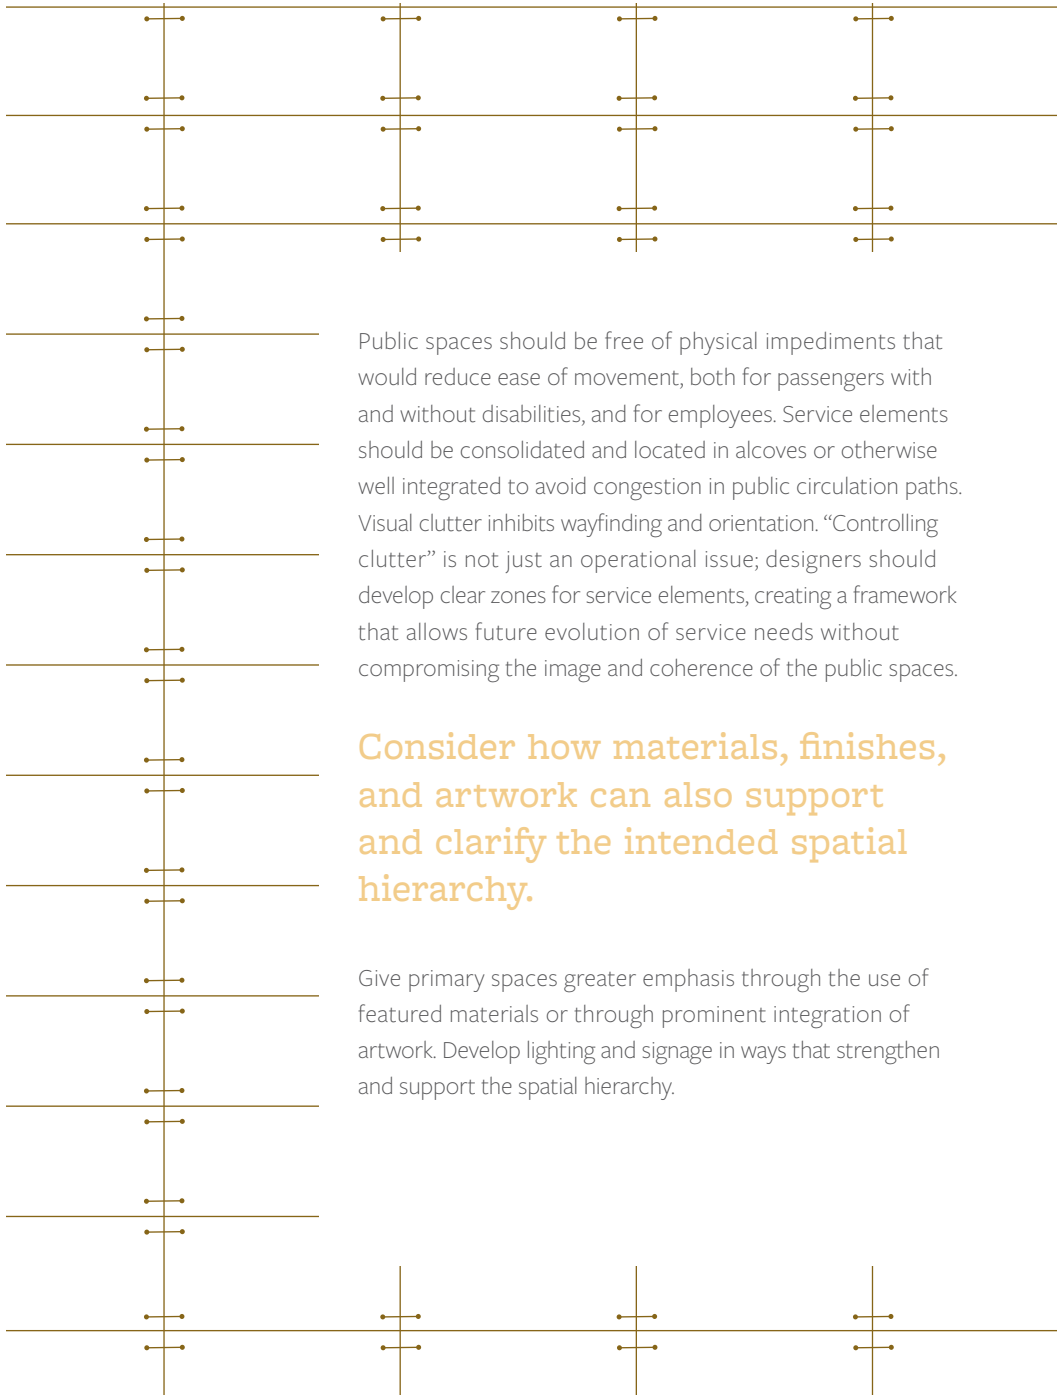 Public spaces should be free of physical impediments that
would reduce ease of movement, both for passengers with
and without disabilities, and for employees. Service elements
should be consolidated and located in alcoves or otherwise
well integrated to avoid congestion in public circulation paths.
Visual clutter inhibits wayfinding and orientation. “Controlling
clutter” is not just an operational issue; designers should
develop clear zones for service elements, creating a framework
that allows future evolution of service needs without
compromising the image and coherence of the public spaces.
Consider how materials, finishes,
and artwork can also support
and clarify the intended spatial
hierarchy.
Give primary spaces greater emphasis through the use of
featured materials or through prominent integration of
artwork. Develop lighting and signage in ways that strengthen
and support the spatial hierarchy.